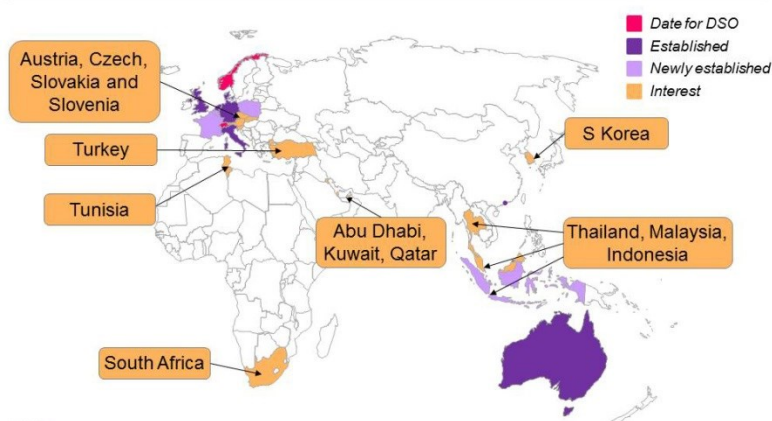 Date for DSO
Established
Newly established
Interest
Austria, Czech,
Slovakia and
Slovenia
Turkey
Tunisia
S Korea
Abu Dhabi,
Kuwait, Qatar
Thailand, Malaysia,
Indonesia
South Africa